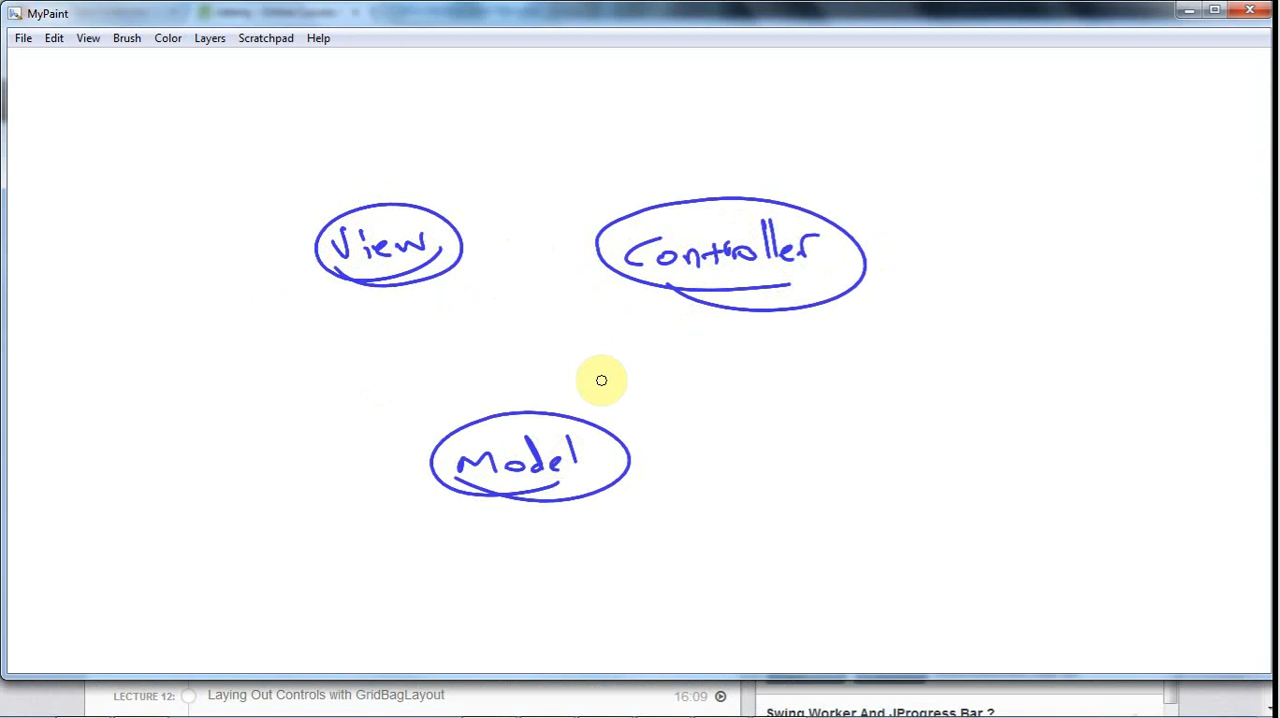 MyPaint
File Edit View Brush Color Layers Scratchpad Help
View
Controller
Model
LECTURE 12: Laying Out Controls with GridBagLayout 16:09
Swing Worker And JProgress Bar ?